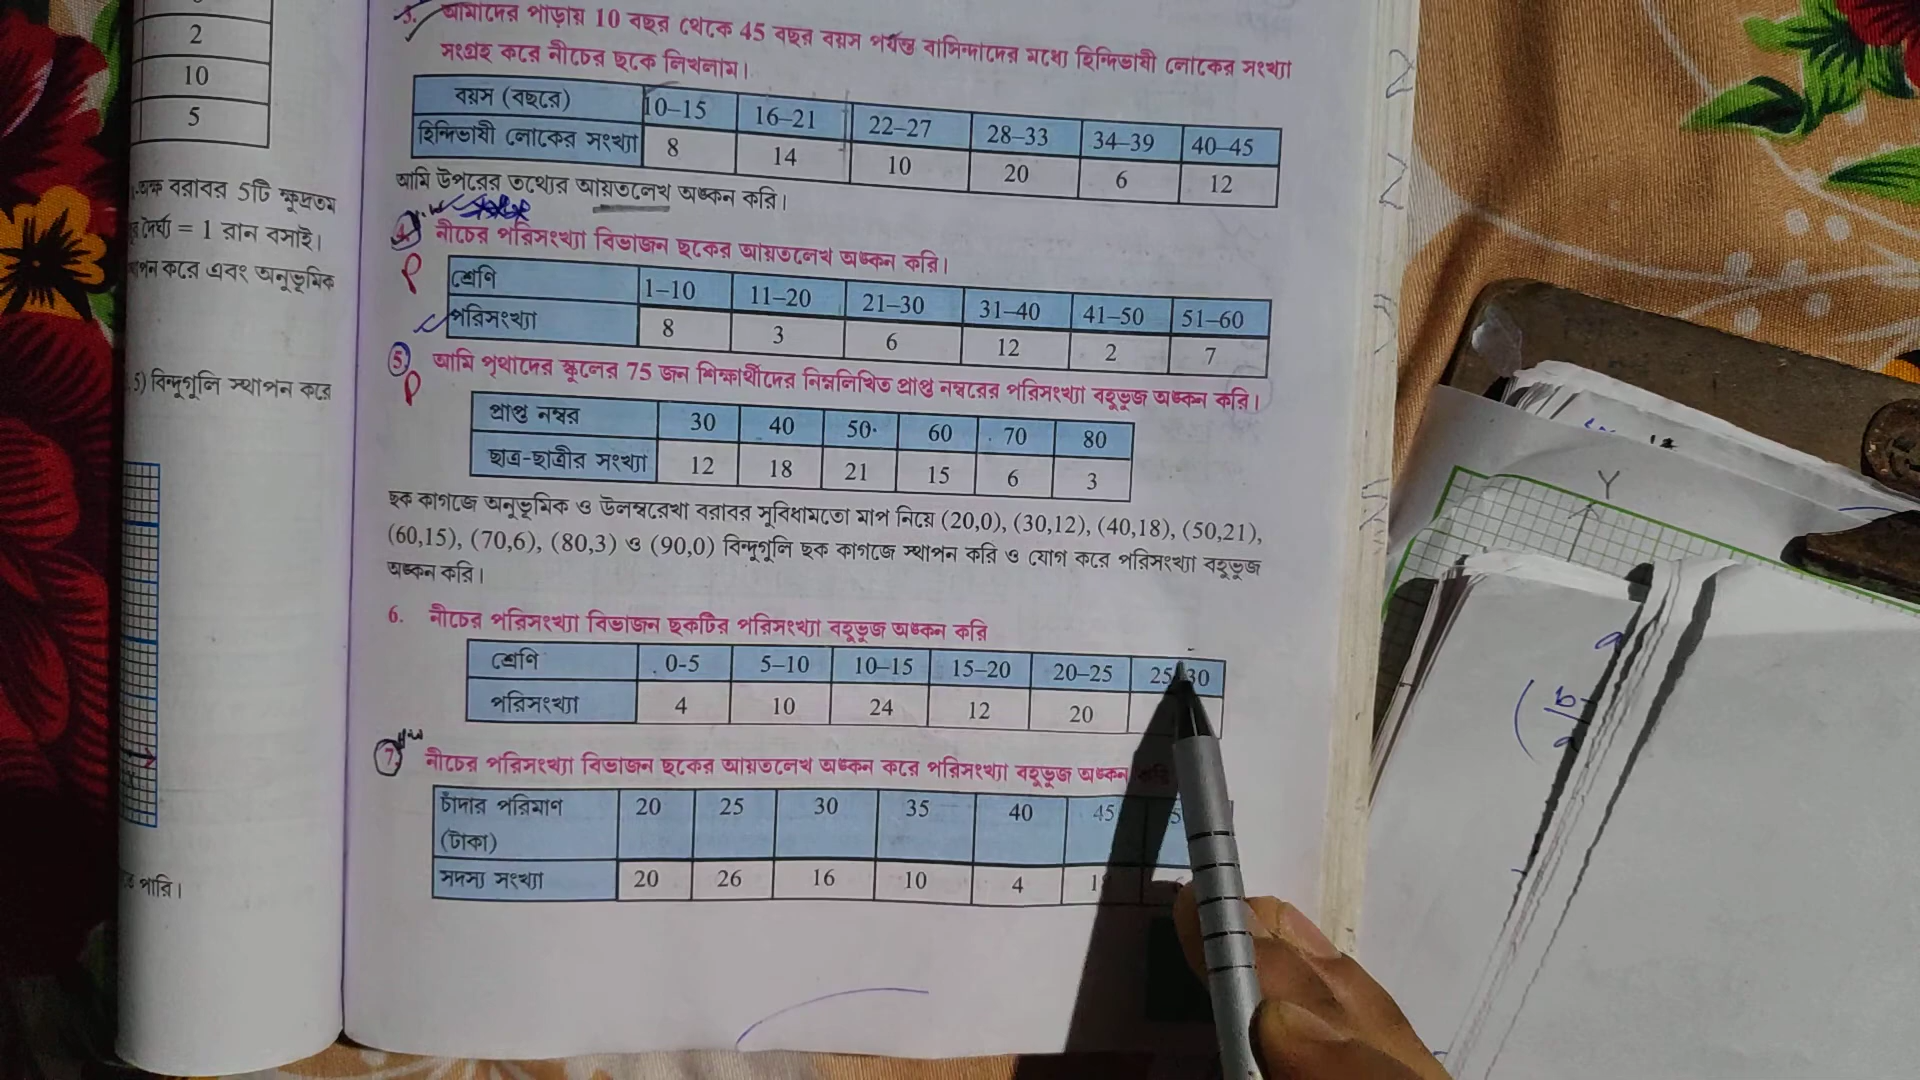 2
10
5
অক্ষ বরাবর 5টি ক্ষুদ্রতম
দৈর্ঘ্য = 1 রান বসাই।
করে এবং অনুভূমিক
5) বিন্দুগুলি স্থাপন করে
পারি।
3. আমাদের পাড়ায় 10 বছর থেকে 45 বছর বয়স পর্যন্ত বাসিন্দাদের মধ্যে হিন্দিভাষী লোকের সংখ্যা
সংগ্রহ করে নীচের ছকে লিখলাম।
বয়স (বছরে) 10–15 16–21 22–27 28–33 34–39 40–45
হিন্দিভাষী লোকের সংখ্যা 8 14 10 20 6 12
আমি উপরের তথ্যের আয়তলেখ অঙ্কন করি।
4. নীচের পরিসংখ্যা বিভাজন ছকের আয়তলেখ অঙ্কন করি।
P
শ্রেণি 1–10 11–20 21–30 31–40 41–50 51–60
পরিসংখ্যা 8 3 6 12 2 7
5. আমি পৃথাদের স্কুলের 75 জন শিক্ষার্থীদের নিম্নলিখিত প্রাপ্ত নম্বরের পরিসংখ্যা বহুভুজ অঙ্কন করি।
P
প্রাপ্ত নম্বর 30 40 50 60 70 80
ছাত্র-ছাত্রীর সংখ্যা 12 18 21 15 6 3
ছক কাগজে অনুভূমিক ও উলম্বরেখা বরাবর সুবিধামতো মাপ নিয়ে (20,0), (30,12), (40,18), (50,21),
(60,15), (70,6), (80,3) ও (90,0) বিন্দুগুলি ছক কাগজে স্থাপন করি ও যোগ করে পরিসংখ্যা বহুভুজ
অঙ্কন করি।
6. নীচের পরিসংখ্যা বিভাজন ছকটির পরিসংখ্যা বহুভুজ অঙ্কন করি
শ্রেণি 0-5 5–10 10–15 15–20 20–25 25–30
পরিসংখ্যা 4 10 24 12 20
7. নীচের পরিসংখ্যা বিভাজন ছকের আয়তলেখ অঙ্কন করে পরিসংখ্যা বহুভুজ অঙ্কন করি
চাঁদার পরিমাণ 20 25 30 35 40 45
(টাকা)
সদস্য সংখ্যা 20 26 16 10 4
Y